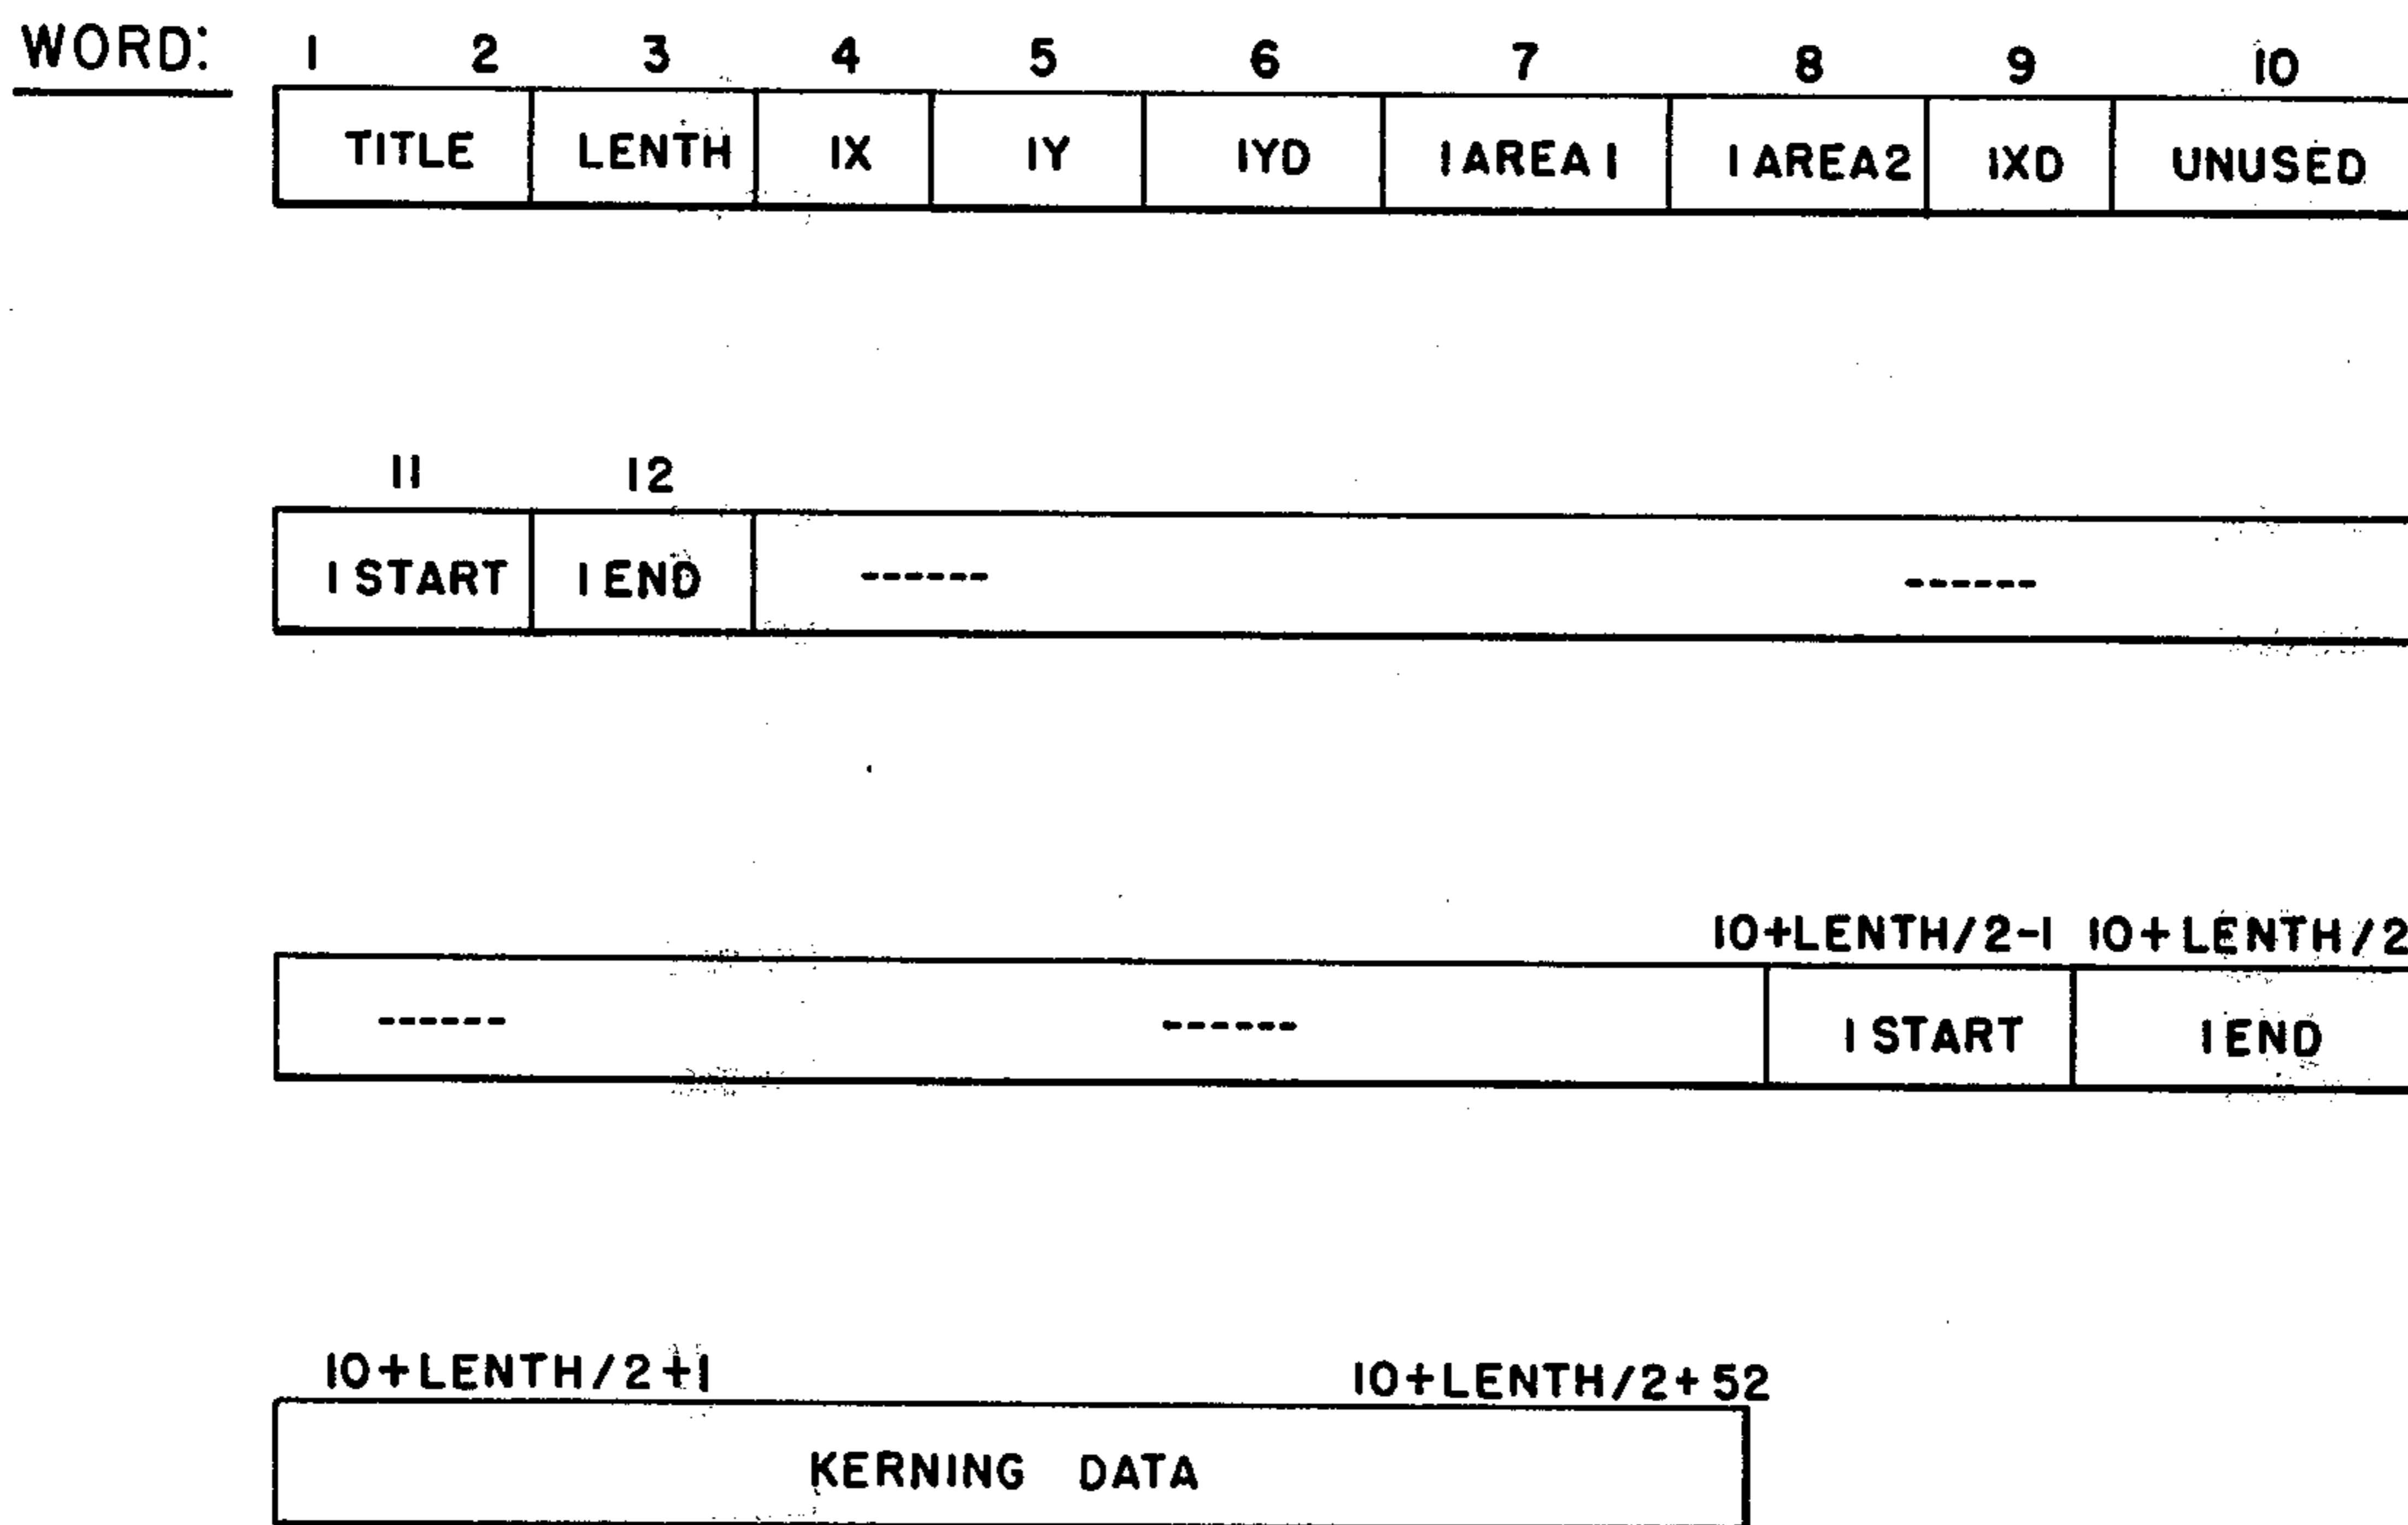 WORD: 1 2 3 4 5 6 7 8 9 10
TITLE LENTH IX IY IYD IAREA1 IAREA2 IXD UNUSED
11 12
ISTART IEND ------ ------
10+LENTH/2-1 10+LENTH/2
------ ------ ISTART IEND
10+LENTH/2+1 10+LENTH/2+52
KERNING DATA